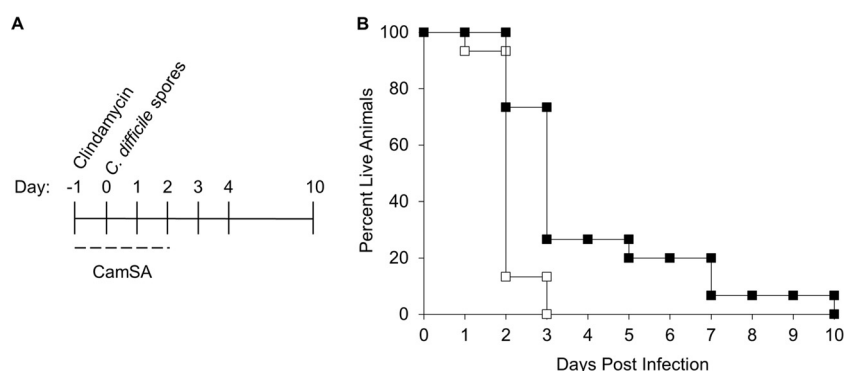 A
Clindamycin
C. difficile spores
Day: -1 0 1 2 3 4 10
CamSA
B
Percent Live Animals
100
80
60
40
20
0
0 1 2 3 4 5 6 7 8 9 10
Days Post Infection